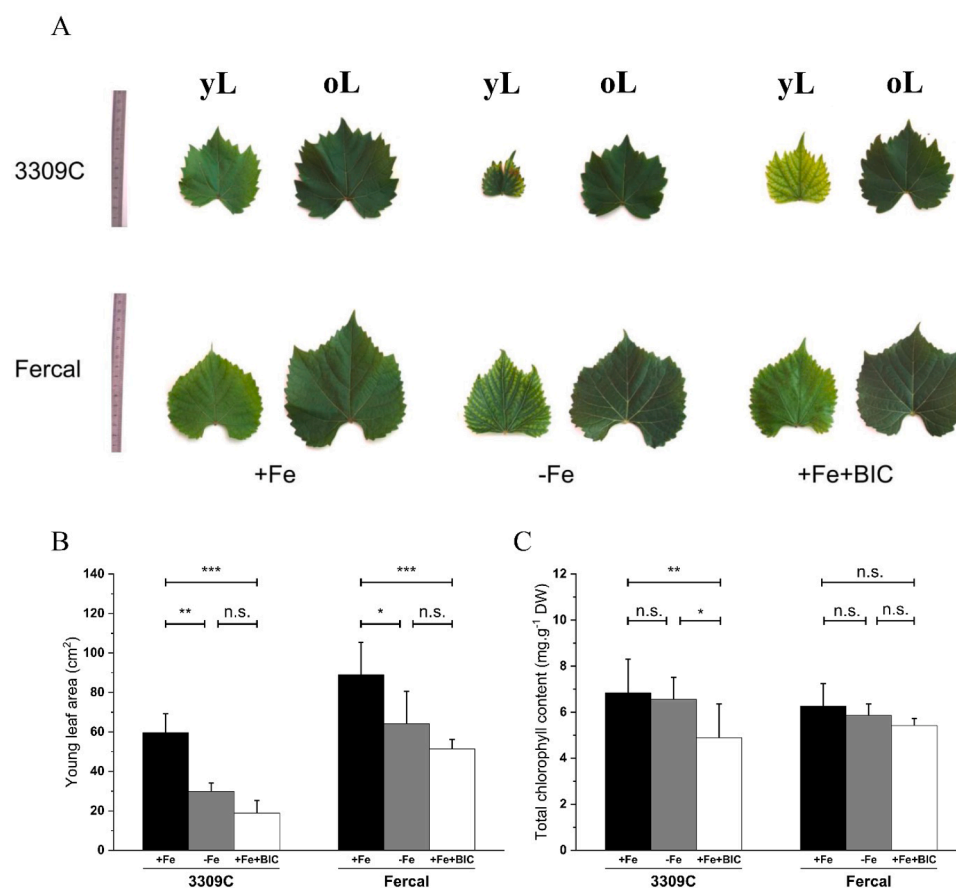 A
yL oL yL oL yL oL
3309C
Fercal
+Fe -Fe +Fe+BIC
B
Young leaf area (cm²)
140
120
100
80
60
40
20
0
*** ***
** n.s. * n.s.
+Fe -Fe +Fe+BIC +Fe -Fe +Fe+BIC
3309C Fercal
C
Total chlorophyll content (mg.g⁻¹ DW)
12
10
8
6
4
2
0
** n.s.
n.s. * n.s. n.s.
+Fe -Fe +Fe+BIC +Fe -Fe +Fe+BIC
3309C Fercal